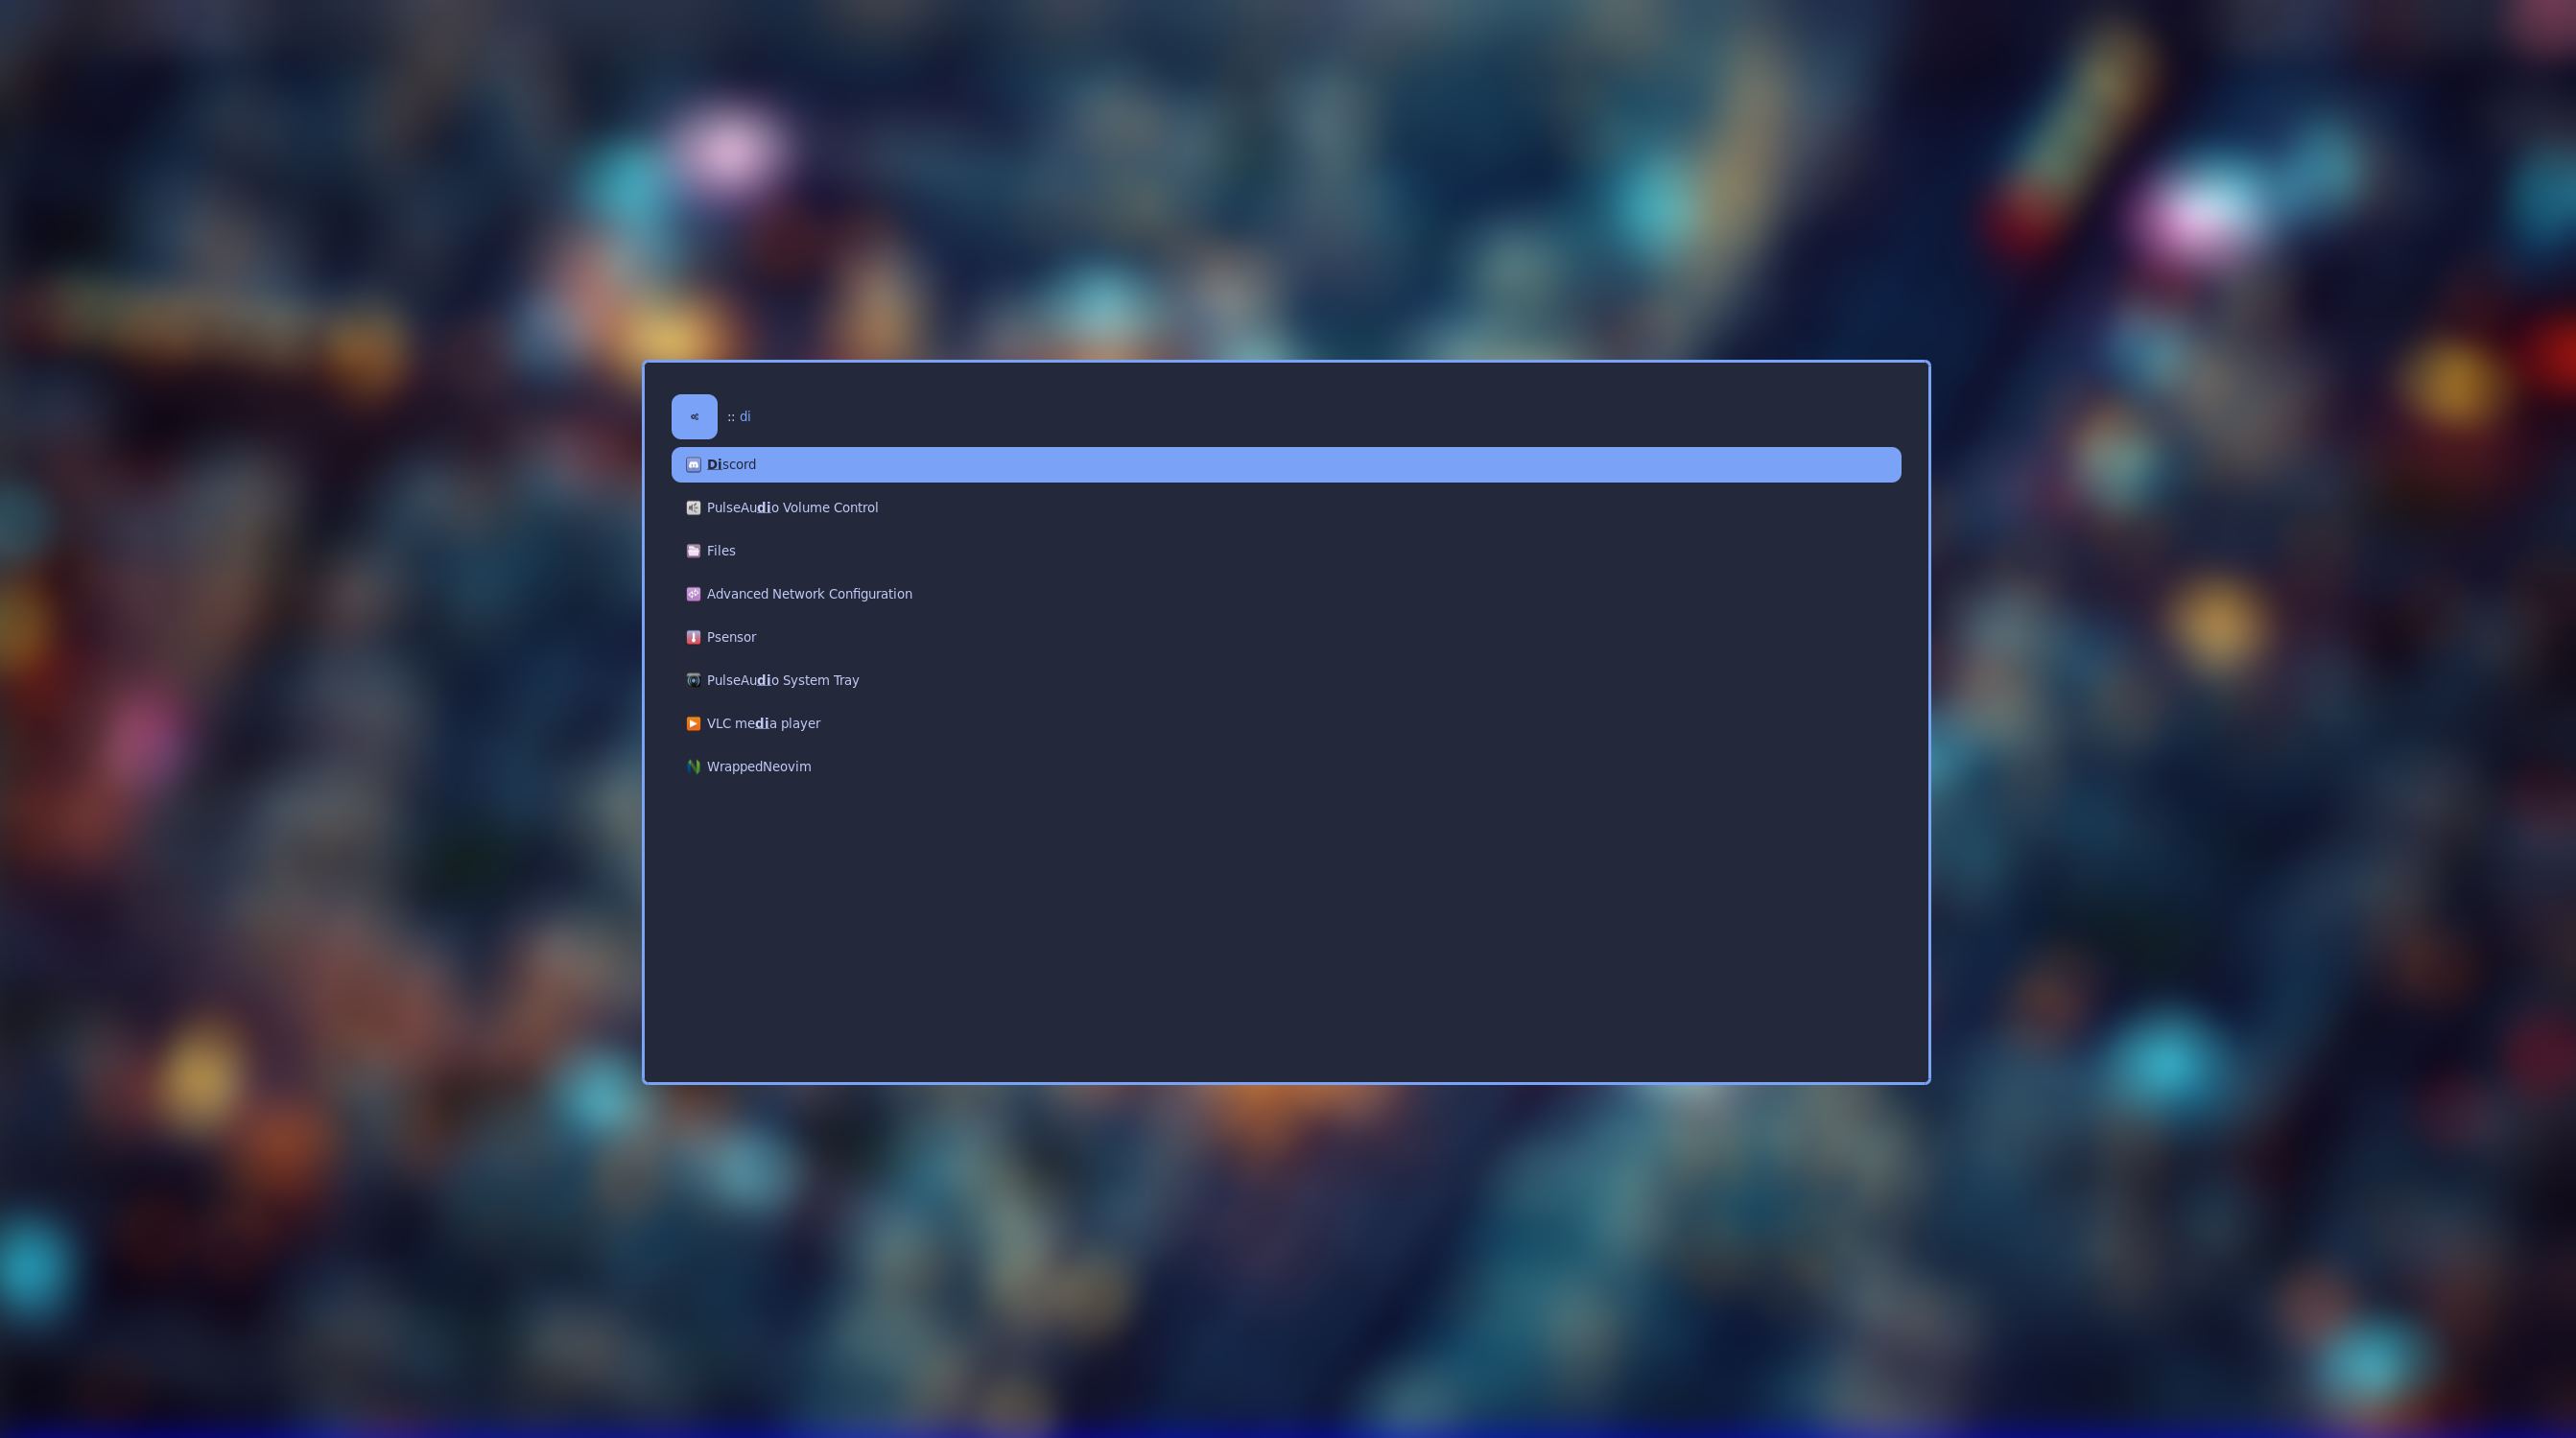 :: di
Discord
PulseAudio Volume Control
Files
Advanced Network Configuration
Psensor
PulseAudio System Tray
VLC media player
WrappedNeovim